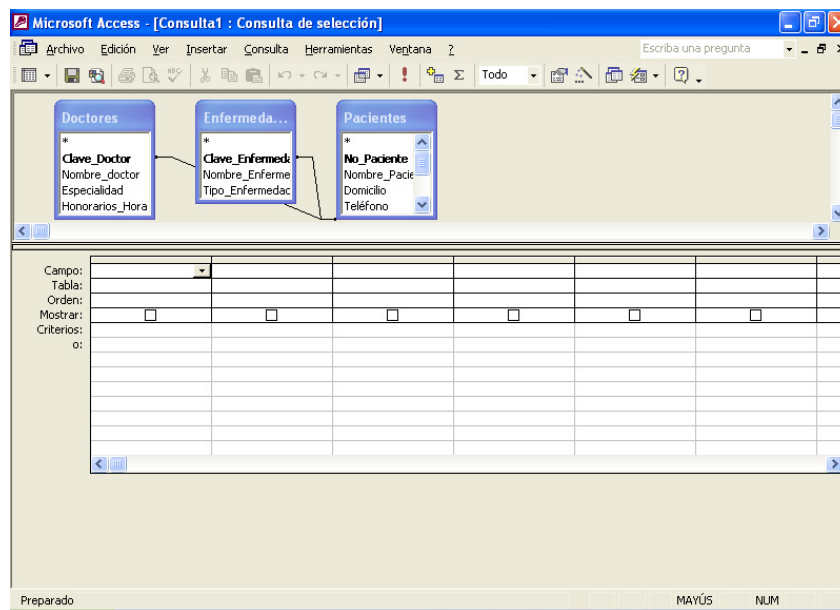 Microsoft Access - [Consulta1 : Consulta de selección]
Archivo Edición Ver Insertar Consulta Herramientas Ventana ? Escriba una pregunta
Todo
Doctores
*
Clave_Doctor
Nombre_doctor
Especialidad
Honorarios_Hora
Enfermeda...
*
Clave_Enfermeda
Nombre_Enferme
Tipo_Enfermedad
Pacientes
*
No_Paciente
Nombre_Pacie
Domicilio
Teléfono
Campo:
Tabla:
Orden:
Mostrar:
Criterios:
o:
Preparado MAYÚS NUM